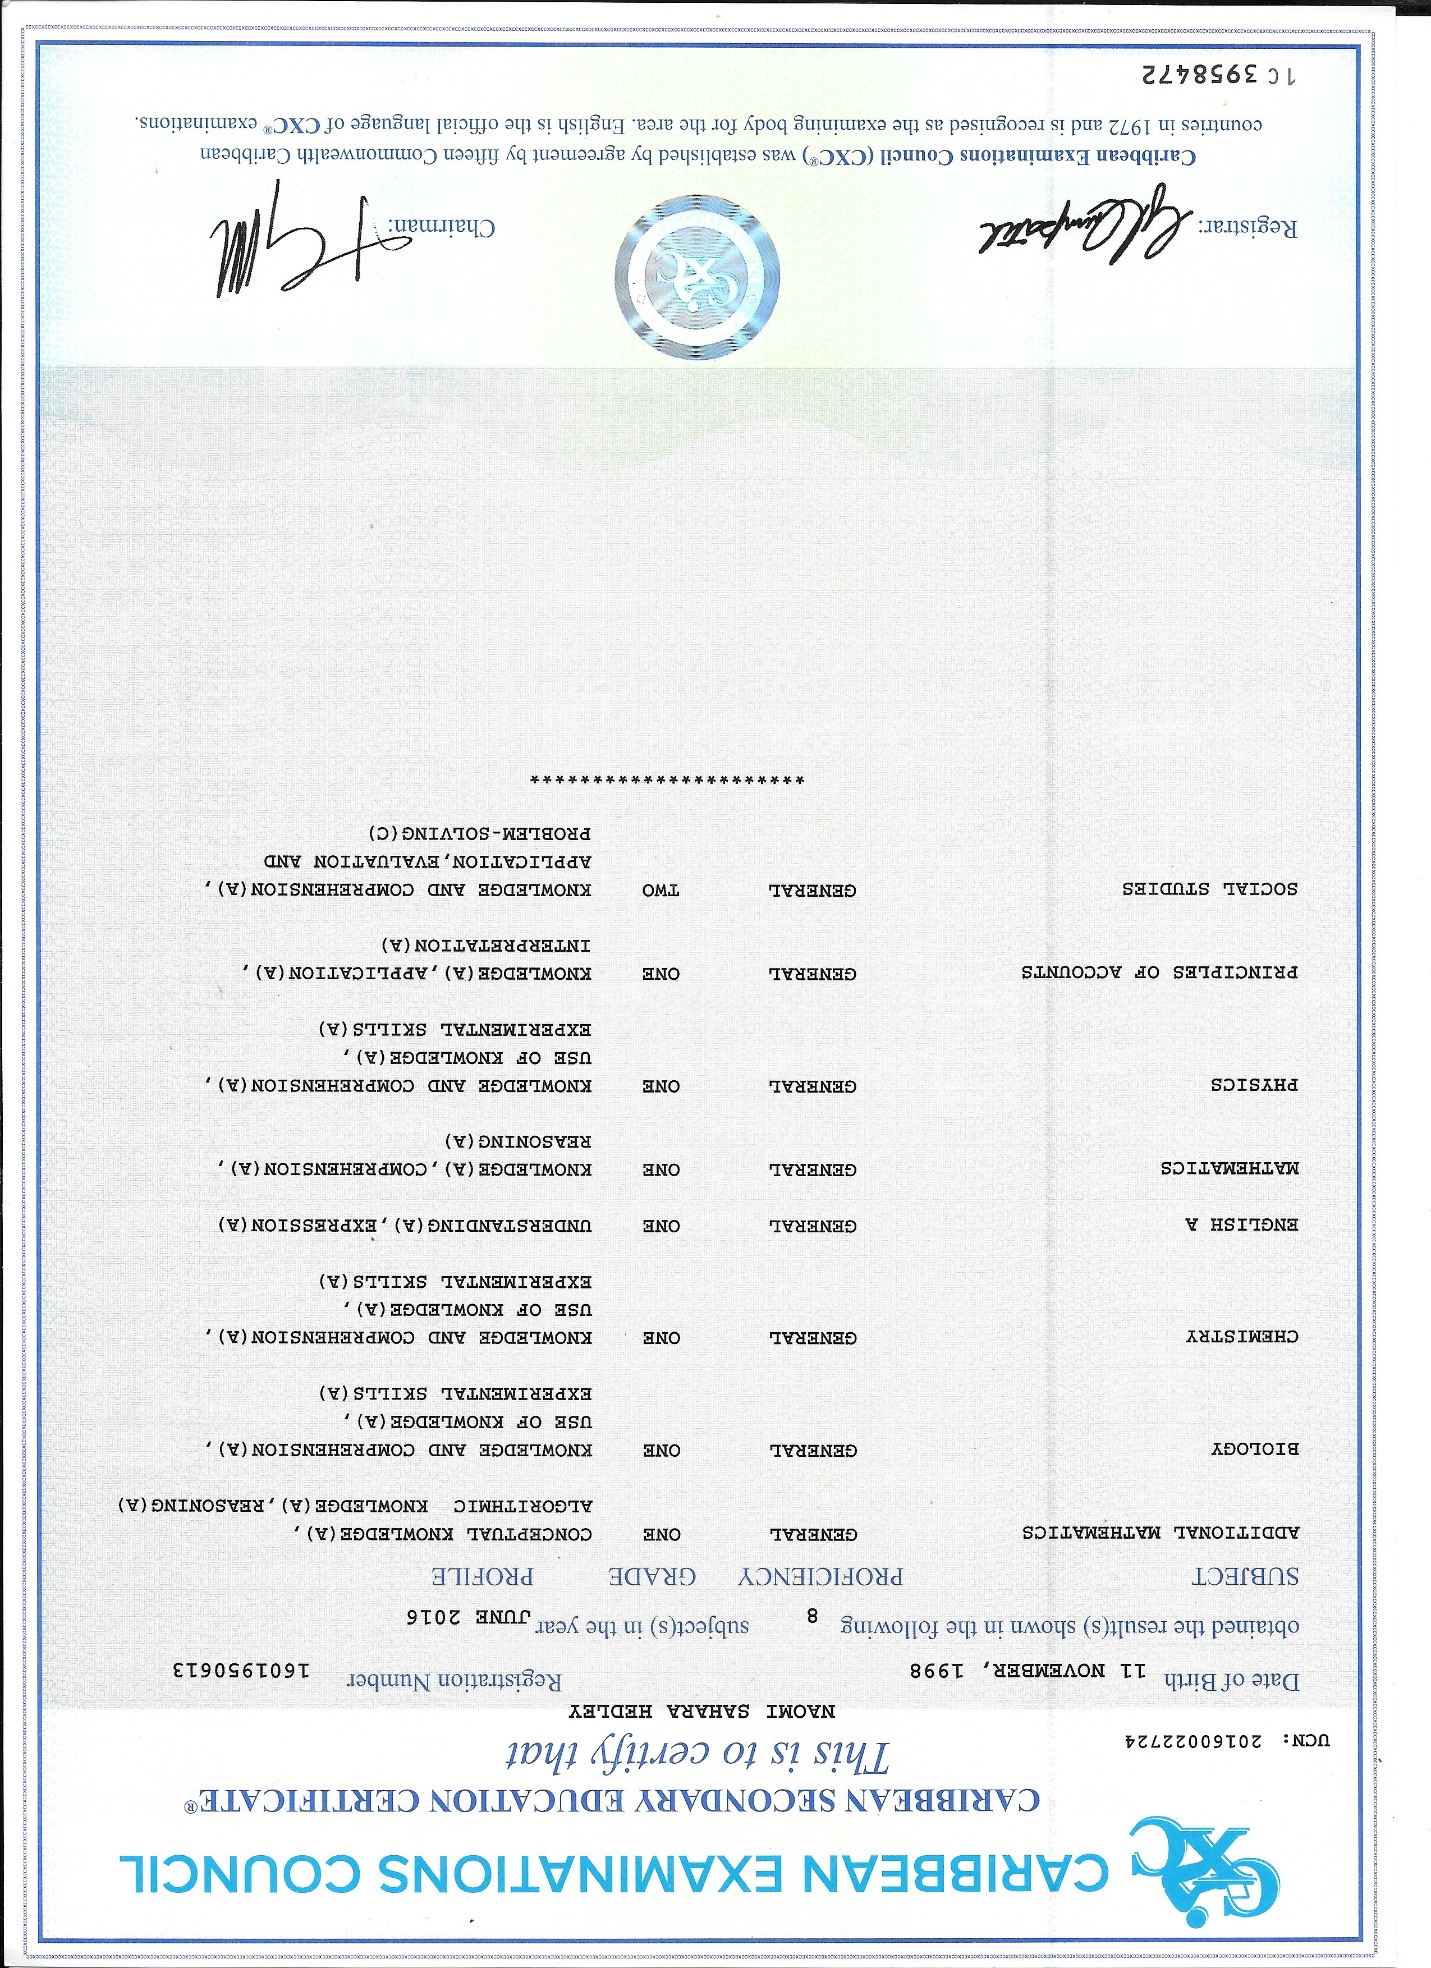 CXC
CARIBBEAN EXAMINATIONS COUNCIL
CARIBBEAN SECONDARY EDUCATION CERTIFICATE®
UCN: 20160022724
This is to certify that
NAOMI SAHARA HEDLEY
Date of Birth 11 NOVEMBER, 1998 Registration Number 1601950613
obtained the result(s) shown in the following 8 subject(s) in the year JUNE 2016
SUBJECT PROFICIENCY GRADE PROFILE
ADDITIONAL MATHEMATICS GENERAL ONE CONCEPTUAL KNOWLEDGE(A),
ALGORITHMIC KNOWLEDGE(A),REASONING(A)
BIOLOGY GENERAL ONE KNOWLEDGE AND COMPREHENSION(A),
USE OF KNOWLEDGE(A),
EXPERIMENTAL SKILLS(A)
CHEMISTRY GENERAL ONE KNOWLEDGE AND COMPREHENSION(A),
USE OF KNOWLEDGE(A),
EXPERIMENTAL SKILLS(A)
ENGLISH A GENERAL ONE UNDERSTANDING(A),EXPRESSION(A)
MATHEMATICS GENERAL ONE KNOWLEDGE(A),COMPREHENSION(A),
REASONING(A)
PHYSICS GENERAL ONE KNOWLEDGE AND COMPREHENSION(A),
USE OF KNOWLEDGE(A),
EXPERIMENTAL SKILLS(A)
PRINCIPLES OF ACCOUNTS GENERAL ONE KNOWLEDGE(A),APPLICATION(A),
INTERPRETATION(A)
SOCIAL STUDIES GENERAL TWO KNOWLEDGE AND COMPREHENSION(A),
APPLICATION,EVALUATION AND
PROBLEM-SOLVING(C)
**********************
Registrar: Chairman:
CXC
Caribbean Examinations Council (CXC®) was established by agreement by fifteen Commonwealth Caribbean
countries in 1972 and is recognised as the examining body for the area. English is the official language of CXC® examinations.
1C 3958472